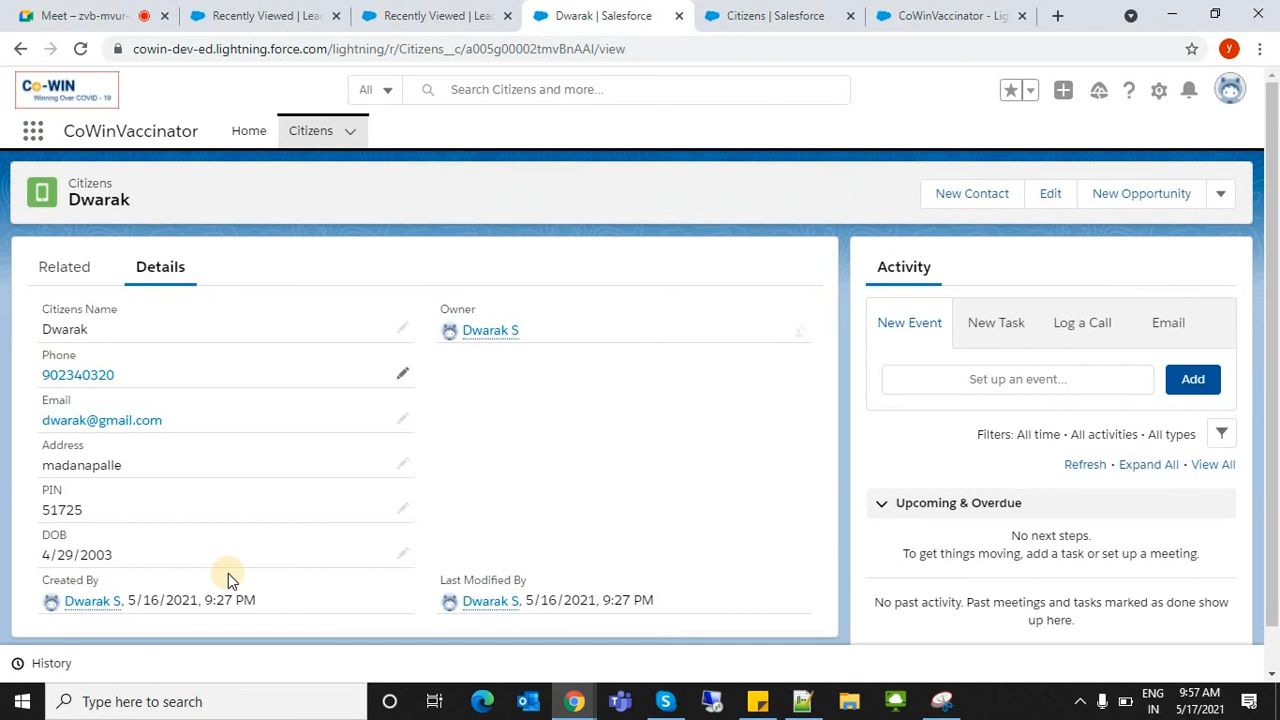 Meet – zvb-mvur-
Recently Viewed | Lea
Recently Viewed | Lea
Dwarak | Salesforce
Citizens | Salesforce
CoWinVaccinator - Lig
cowin-dev-ed.lightning.force.com/lightning/r/Citizens__c/a005g00002tmvBnAAI/view
y
Co-WIN
Winning Over COVID - 19
All
Search Citizens and more...
CoWinVaccinator
Home
Citizens
Citizens
Dwarak
New Contact
Edit
New Opportunity
Related
Details
Citizens Name
Dwarak
Owner
Dwarak S
Phone
902340320
Email
dwarak@gmail.com
Address
madanapalle
PIN
51725
DOB
4/29/2003
Created By
Dwarak S, 5/16/2021, 9:27 PM
Last Modified By
Dwarak S, 5/16/2021, 9:27 PM
Activity
New Event
New Task
Log a Call
Email
Set up an event...
Add
Filters: All time • All activities • All types
Refresh • Expand All • View All
Upcoming & Overdue
No next steps.
To get things moving, add a task or set up a meeting.
No past activity. Past meetings and tasks marked as done show
up here.
History
Type here to search
ENG
IN
9:57 AM
5/17/2021